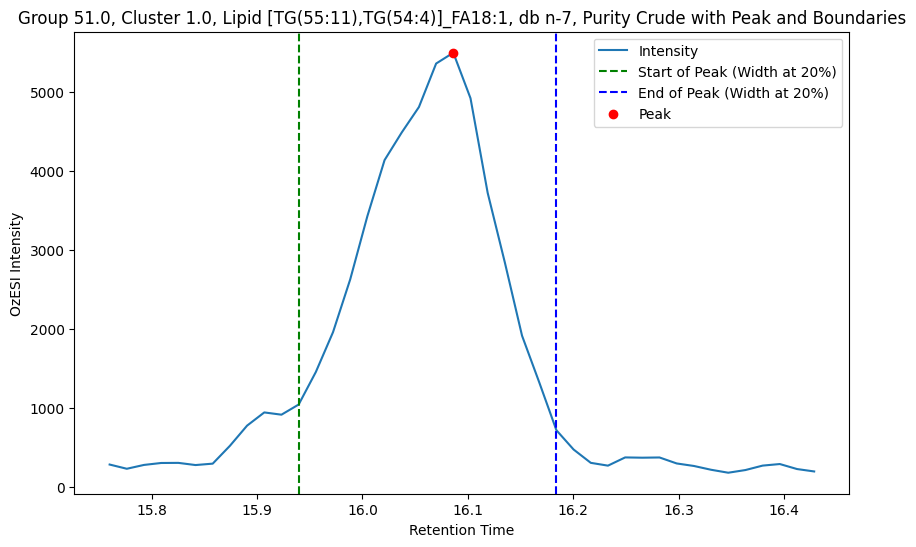 Group 51.0, Cluster 1.0, Lipid [TG(55:11),TG(54:4)]_FA18:1, db n-7, Purity Crude with Peak and Boundaries
Intensity
Start of Peak (Width at 20%)
End of Peak (Width at 20%)
Peak
OzESI Intensity
5000
4000
3000
2000
1000
0
15.8 15.9 16.0 16.1 16.2 16.3 16.4
Retention Time